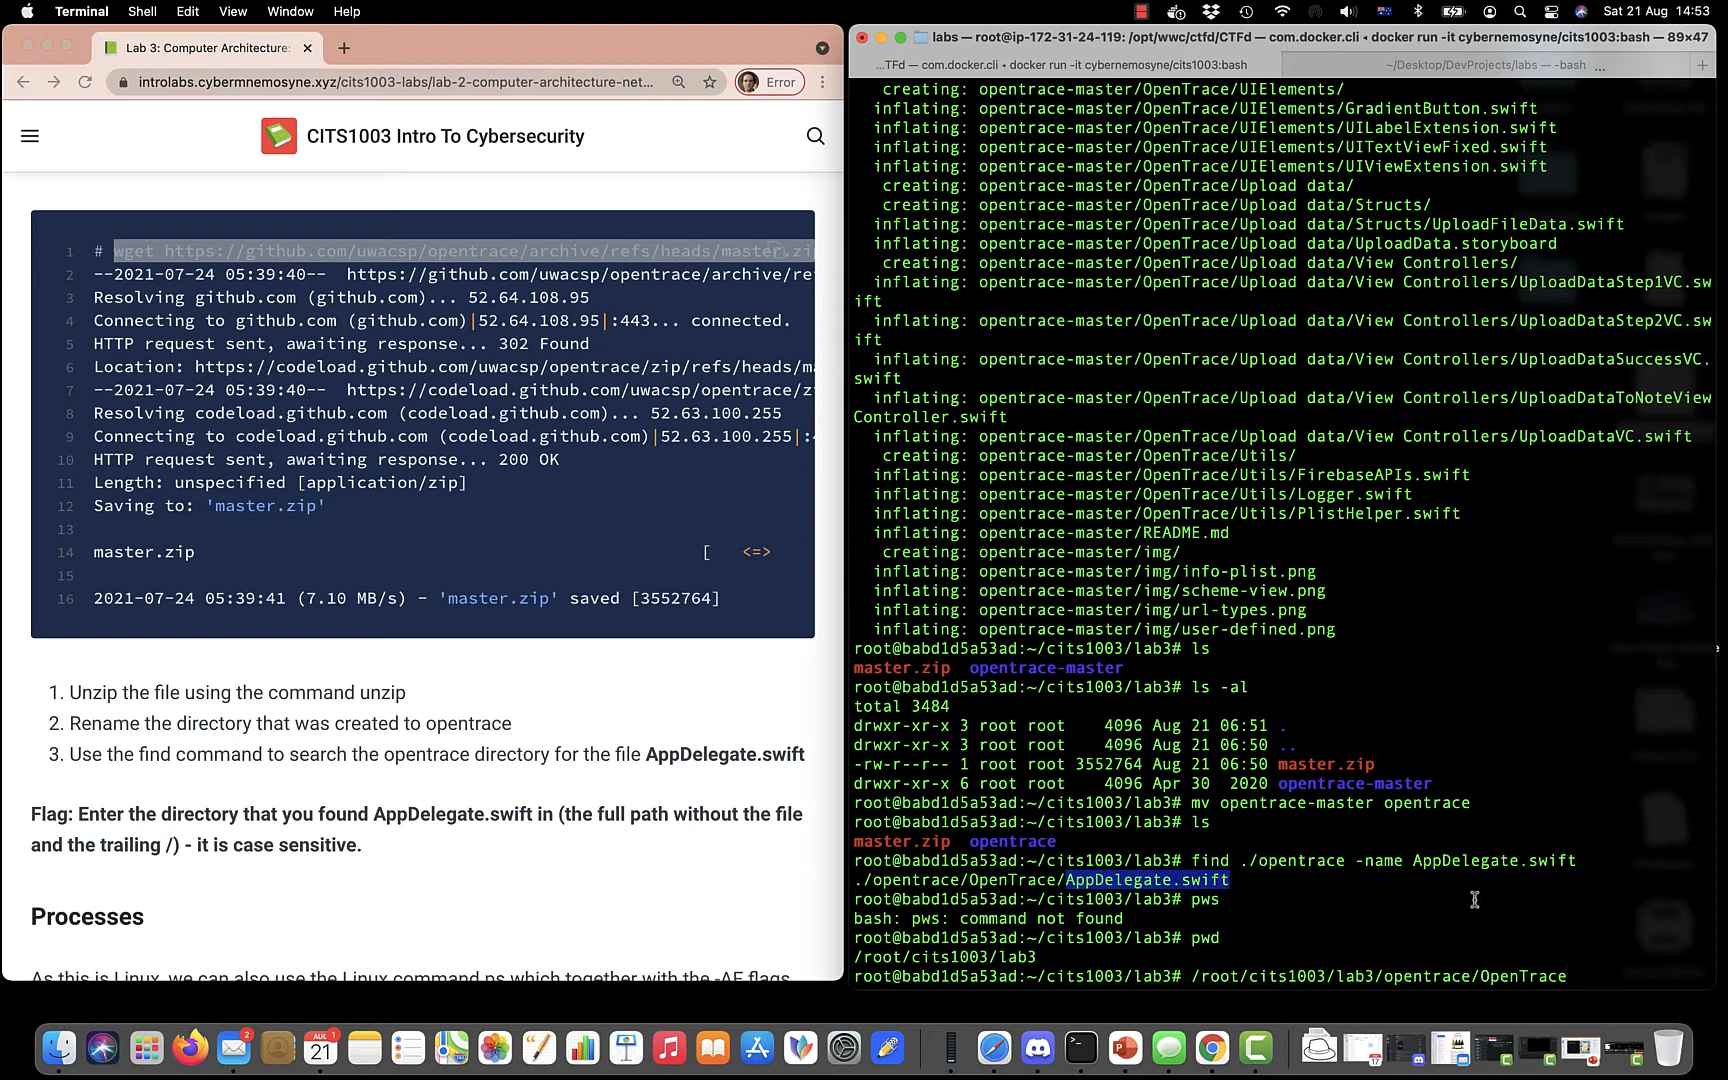 Terminal Shell Edit View Window Help
Sat 21 Aug 14:53
Lab 3: Computer Architecture:
introlabs.cybermnemosyne.xyz/cits1003-labs/lab-2-computer-architecture-net...
Error
CITS1003 Intro To Cybersecurity
1 # wget https://github.com/uwacsp/opentrace/archive/refs/heads/master.zip
2 --2021-07-24 05:39:40-- https://github.com/uwacsp/opentrace/archive/re
3 Resolving github.com (github.com)... 52.64.108.95
4 Connecting to github.com (github.com)|52.64.108.95|:443... connected.
5 HTTP request sent, awaiting response... 302 Found
6 Location: https://codeload.github.com/uwacsp/opentrace/zip/refs/heads/m
7 --2021-07-24 05:39:40-- https://codeload.github.com/uwacsp/opentrace/z
8 Resolving codeload.github.com (codeload.github.com)... 52.63.100.255
9 Connecting to codeload.github.com (codeload.github.com)|52.63.100.255|:
10 HTTP request sent, awaiting response... 200 OK
11 Length: unspecified [application/zip]
12 Saving to: 'master.zip'
13
14 master.zip [ <=>
15
16 2021-07-24 05:39:41 (7.10 MB/s) - 'master.zip' saved [3552764]
1. Unzip the file using the command unzip
2. Rename the directory that was created to opentrace
3. Use the find command to search the opentrace directory for the file AppDelegate.swift
Flag: Enter the directory that you found AppDelegate.swift in (the full path without the file
and the trailing /) - it is case sensitive.
Processes
As this is Linux, we can also use the Linux command ps which together with the -AF flags
labs — root@ip-172-31-24-119: /opt/wwc/ctfd/CTFd — com.docker.cli ◂ docker run -it cybernemosyne/cits1003:bash — 89×47
...TFd — com.docker.cli ◂ docker run -it cybernemosyne/cits1003:bash
~/Desktop/DevProjects/labs — -bash ...
creating: opentrace-master/OpenTrace/UIElements/
inflating: opentrace-master/OpenTrace/UIElements/GradientButton.swift
inflating: opentrace-master/OpenTrace/UIElements/UILabelExtension.swift
inflating: opentrace-master/OpenTrace/UIElements/UITextViewFixed.swift
inflating: opentrace-master/OpenTrace/UIElements/UIViewExtension.swift
creating: opentrace-master/OpenTrace/Upload data/
creating: opentrace-master/OpenTrace/Upload data/Structs/
inflating: opentrace-master/OpenTrace/Upload data/Structs/UploadFileData.swift
inflating: opentrace-master/OpenTrace/Upload data/UploadData.storyboard
creating: opentrace-master/OpenTrace/Upload data/View Controllers/
inflating: opentrace-master/OpenTrace/Upload data/View Controllers/UploadDataStep1VC.sw
ift
inflating: opentrace-master/OpenTrace/Upload data/View Controllers/UploadDataStep2VC.sw
ift
inflating: opentrace-master/OpenTrace/Upload data/View Controllers/UploadDataSuccessVC.
swift
inflating: opentrace-master/OpenTrace/Upload data/View Controllers/UploadDataToNoteView
Controller.swift
inflating: opentrace-master/OpenTrace/Upload data/View Controllers/UploadDataVC.swift
creating: opentrace-master/OpenTrace/Utils/
inflating: opentrace-master/OpenTrace/Utils/FirebaseAPIs.swift
inflating: opentrace-master/OpenTrace/Utils/Logger.swift
inflating: opentrace-master/OpenTrace/Utils/PlistHelper.swift
inflating: opentrace-master/README.md
creating: opentrace-master/img/
inflating: opentrace-master/img/info-plist.png
inflating: opentrace-master/img/scheme-view.png
inflating: opentrace-master/img/url-types.png
inflating: opentrace-master/img/user-defined.png
root@babd1d5a53ad:~/cits1003/lab3# ls
master.zip opentrace-master
root@babd1d5a53ad:~/cits1003/lab3# ls -al
total 3484
drwxr-xr-x 3 root root 4096 Aug 21 06:51 .
drwxr-xr-x 3 root root 4096 Aug 21 06:50 ..
-rw-r--r-- 1 root root 3552764 Aug 21 06:50 master.zip
drwxr-xr-x 6 root root 4096 Apr 30 2020 opentrace-master
root@babd1d5a53ad:~/cits1003/lab3# mv opentrace-master opentrace
root@babd1d5a53ad:~/cits1003/lab3# ls
master.zip opentrace
root@babd1d5a53ad:~/cits1003/lab3# find ./opentrace -name AppDelegate.swift
./opentrace/OpenTrace/AppDelegate.swift
root@babd1d5a53ad:~/cits1003/lab3# pws
bash: pws: command not found
root@babd1d5a53ad:~/cits1003/lab3# pwd
/root/cits1003/lab3
root@babd1d5a53ad:~/cits1003/lab3# /root/cits1003/lab3/opentrace/OpenTrace
2
AUG
21
1